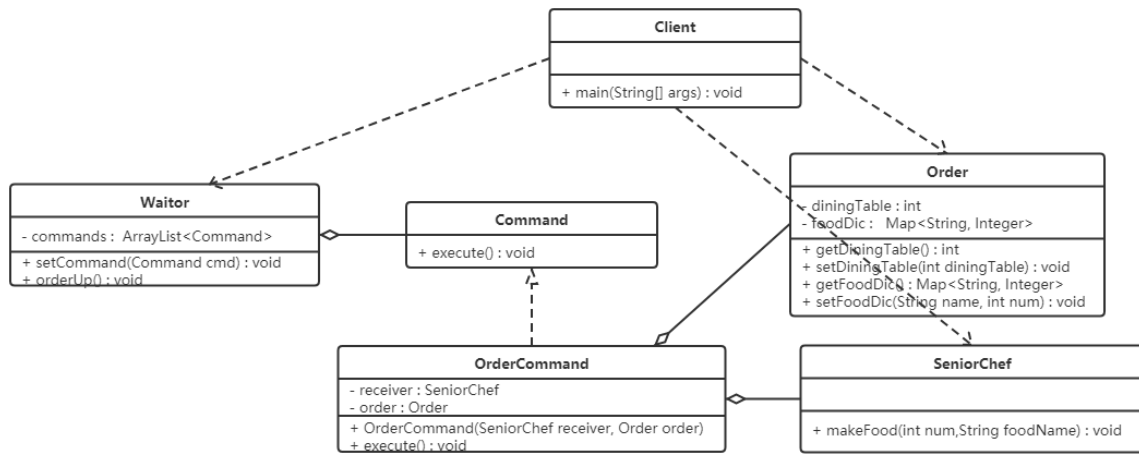 Client
+ main(String[] args) : void
Order
- diningTable : int
- foodDic :   Map<String, Integer>
+ getDiningTable() : int
+ setDiningTable(int diningTable) : void
+ getFoodDic() : Map<String, Integer>
+ setFoodDic(String name, int num) : void
Waitor
- commands :  ArrayList<Command>
+ setCommand(Command cmd) : void
+ orderUp() : void
Command
+ execute() : void
OrderCommand
- receiver : SeniorChef
- order : Order
+ OrderCommand(SeniorChef receiver, Order order)
+ execute() : void
SeniorChef
+ makeFood(int num,String foodName) : void